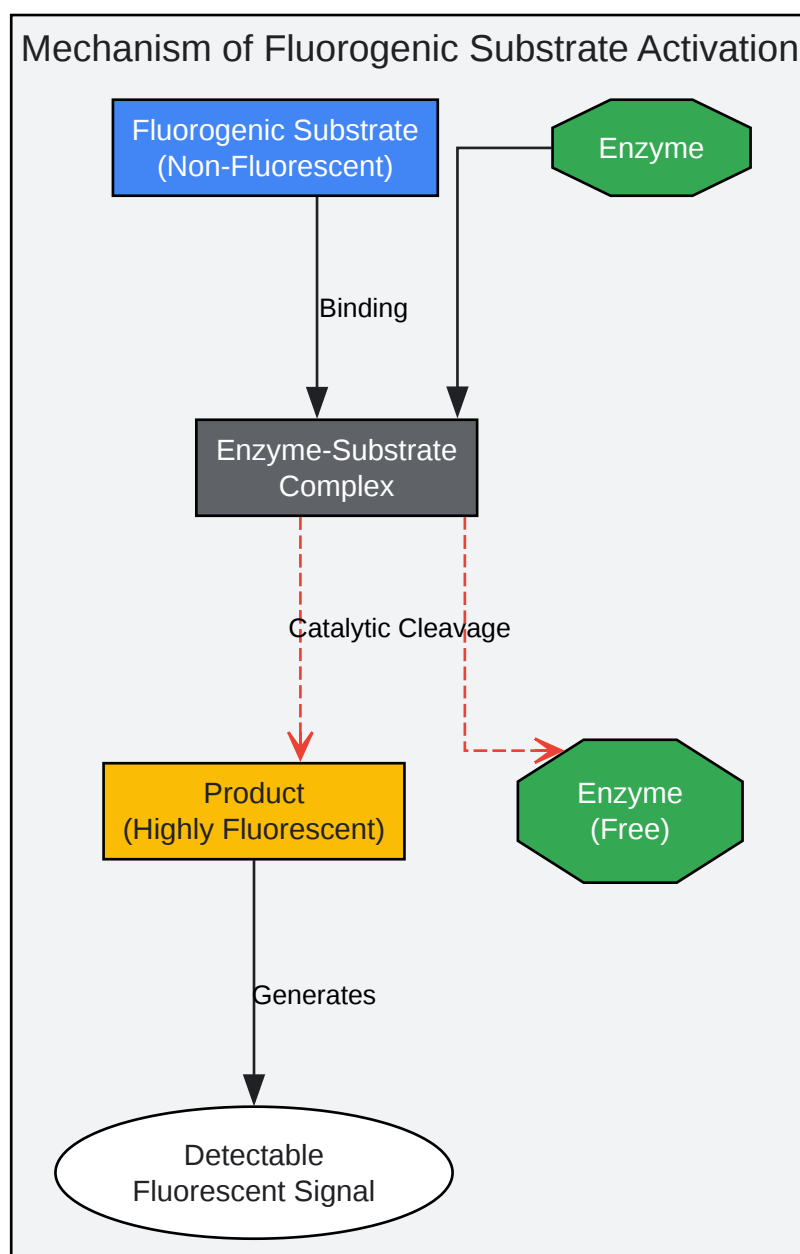 Mechanism of Fluorogenic Substrate Activation
Fluorogenic Substrate
(Non-Fluorescent)
Enzyme
Binding
Enzyme-Substrate
Complex
Catalytic Cleavage
Product
(Highly Fluorescent)
Enzyme
(Free)
Generates
Detectable
Fluorescent Signal